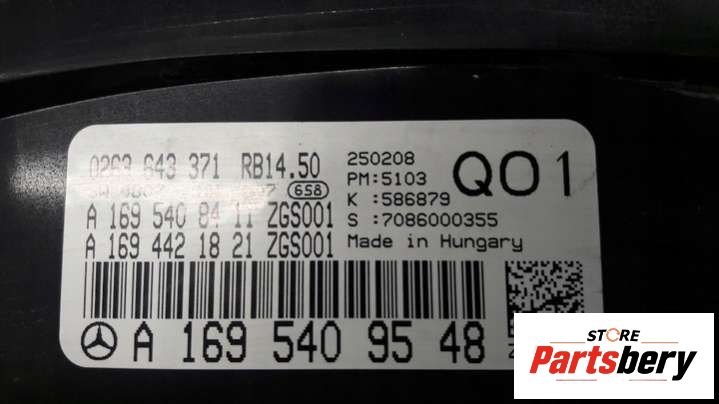 0263 643 371 RB14.50
658
A 169 540 84 11 ZGS001
A 169 442 18 21 ZGS001
250208
PM:5103
K :586879
S :7086000355
Made in Hungary
Q01
A 169 540 95 48
STORE
Partsbery